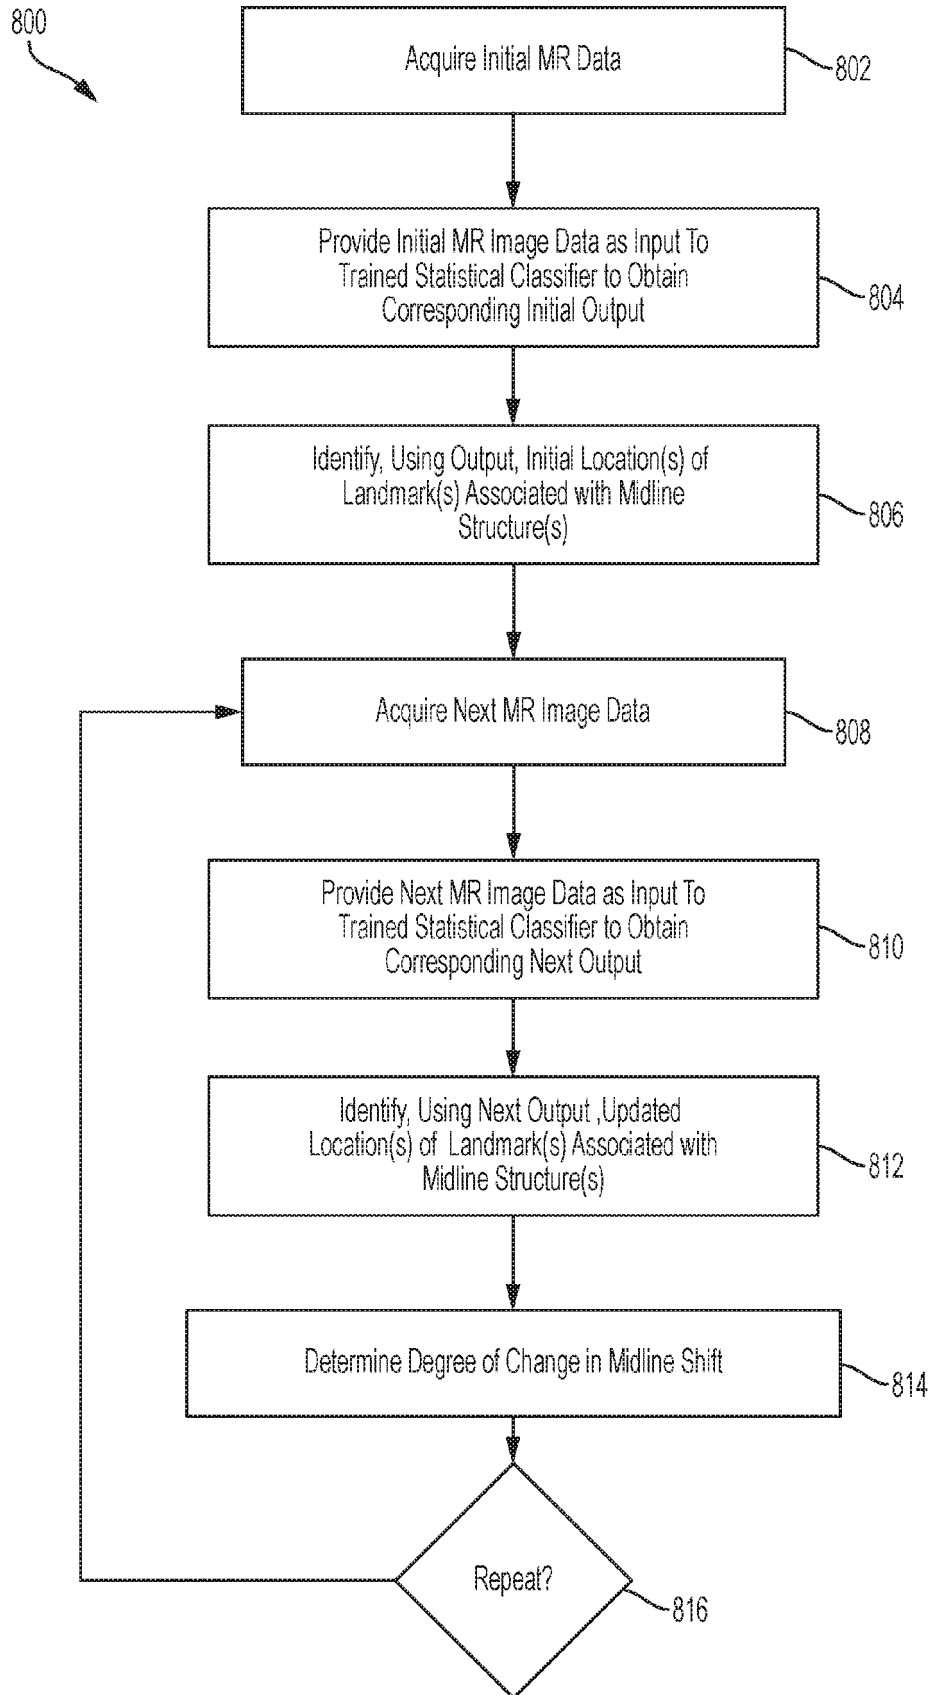 800
Acquire Initial MR Data
802
Provide Initial MR Image Data as Input To
Trained Statistical Classifier to Obtain
Corresponding Initial Output
804
Identify, Using Output, Initial Location(s) of
Landmark(s) Associated with Midline
Structure(s)
806
Acquire Next MR Image Data
808
Provide Next MR Image Data as Input To
Trained Statistical Classifier to Obtain
Corresponding Next Output
810
Identify, Using Next Output ,Updated
Location(s) of Landmark(s) Associated with
Midline Structure(s)
812
Determine Degree of Change in Midline Shift
814
Repeat?
816